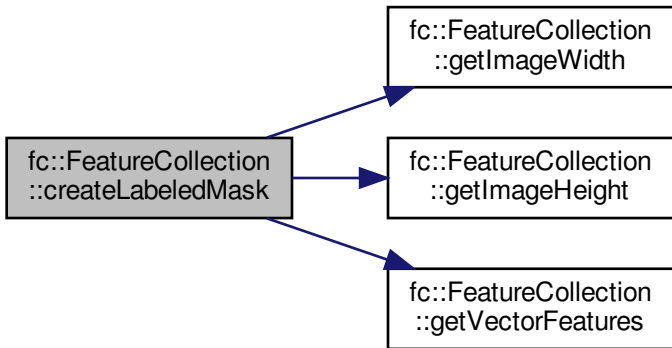 fc::FeatureCollection
::createLabeledMask
fc::FeatureCollection
::getImageWidth
fc::FeatureCollection
::getImageHeight
fc::FeatureCollection
::getVectorFeatures